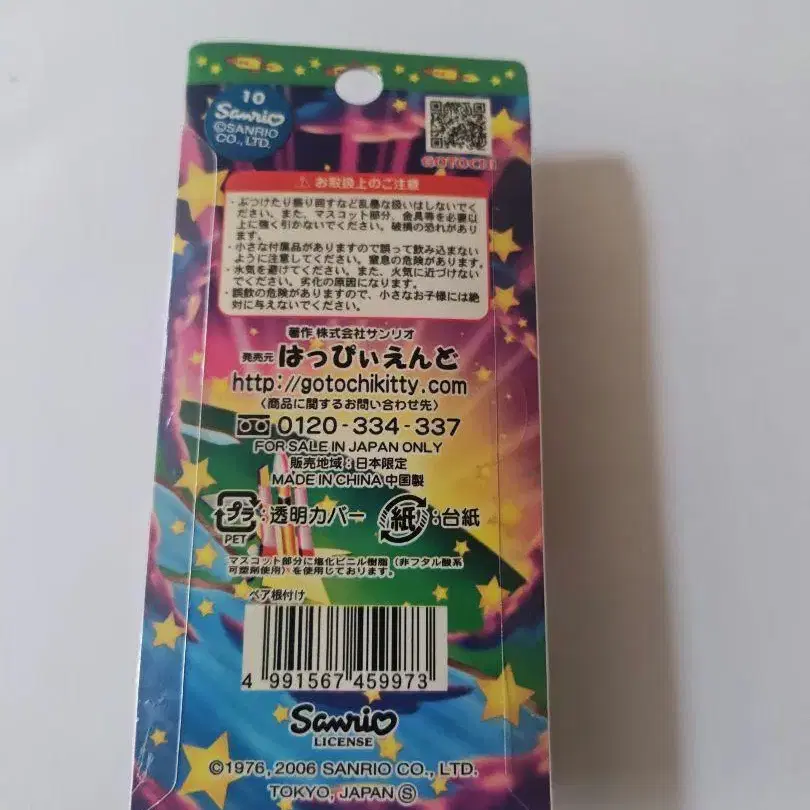 10
Sanrio
©SANRIO
CO., LTD.
GOTOCHI
⚠ お取扱上のご注意
・ぶつけたり振り回すなど乱暴な扱いはしないでく
ださい。また、マスコット部分、金具等を必要以
上に強く引かないでください。破損の恐れがあり
ます。
・小さな付属品がありますので誤って飲み込まない
ように注意してください。窒息の危険があります。
・水気を避けてください。また、火気に近づけない
でください。劣化の原因になります。
・誤飲の危険がありますので、小さなお子様には絶
対に与えないでください。
著作 株式会社サンリオ
発売元 はっぴぃえんど
http://gotochikitty.com
〈商品に関するお問い合わせ先〉
0120-334-337
FOR SALE IN JAPAN ONLY
販売地域：日本限定
MADE IN CHINA 中国製
プラ：透明カバー 紙：台紙
PET
マスコット部分に塩化ビニル樹脂（非フタル酸系
可塑剤使用）を使用しております。
ペア根付け
4 991567 459973
Sanrio
LICENSE
©1976, 2006 SANRIO CO., LTD.
TOKYO, JAPAN Ⓢ